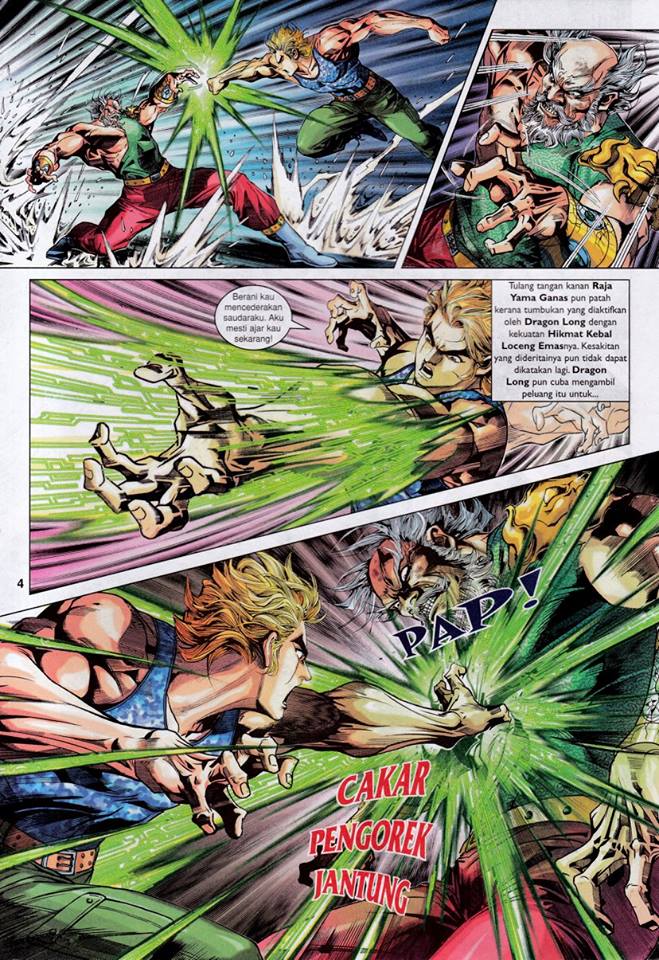 Berani kau
mencederakan
saudaraku. Aku
mesti ajar kau
sekarang!
Tulang tangan kanan Raja
Yama Ganas pun patah
kerana tumbukan yang diaktifkan
oleh Dragon Long dengan
kekuatan Hikmat Kebal
Loceng Emasnya. Kesakitan
yang dideritainya pun tidak dapat
dikatakan lagi. Dragon
Long pun cuba mengambil
peluang itu untuk...
4
PAP!
CAKAR
PENGOREK
JANTUNG